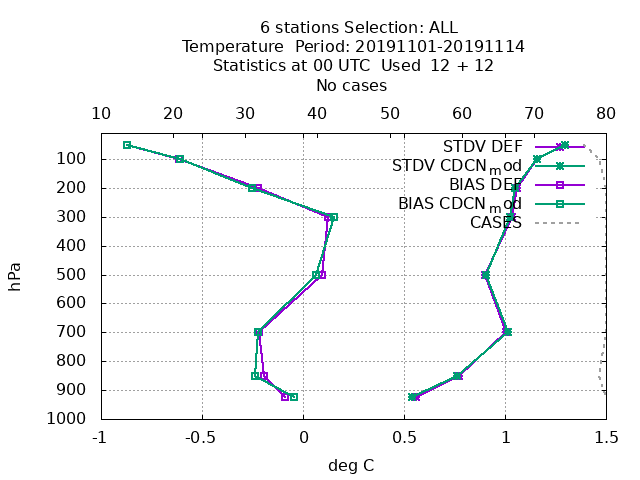 6 stations Selection: ALL
Temperature  Period: 20191101-20191114
Statistics at 00 UTC  Used  12 + 12
No cases
10 20 30 40 50 60 70 80
STDV DEF
STDV CDCNmod
BIAS DEF
BIAS CDCNmod
CASES
hPa
100
200
300
400
500
600
700
800
900
1000
-1 -0.5 0 0.5 1 1.5
deg C